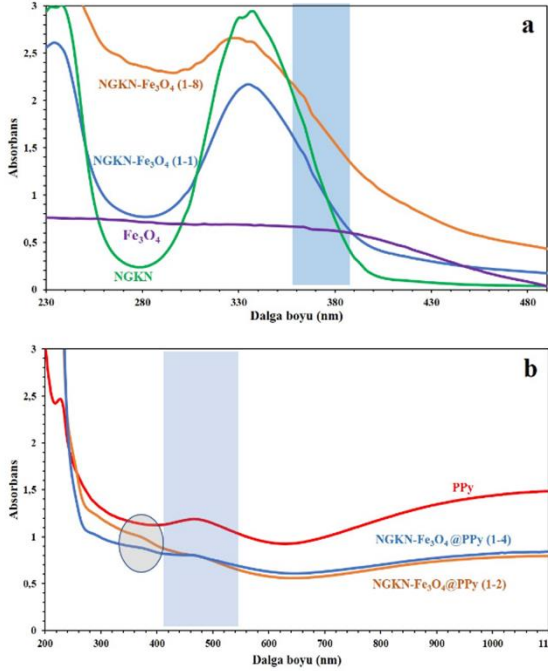 a
3
2,5
2
1,5
1
0,5
0
Absorbans
NGKN-Fe₃O₄ (1-8)
NGKN-Fe₃O₄ (1-1)
Fe₃O₄
NGKN
230 280 330 380 430 480
Dalga boyu (nm)
b
3
2,5
2
1,5
1
0,5
0
Absorbans
PPy
NGKN-Fe₃O₄@PPy (1-4)
NGKN-Fe₃O₄@PPy (1-2)
200 300 400 500 600 700 800 900 1000
Dalga boyu (nm)